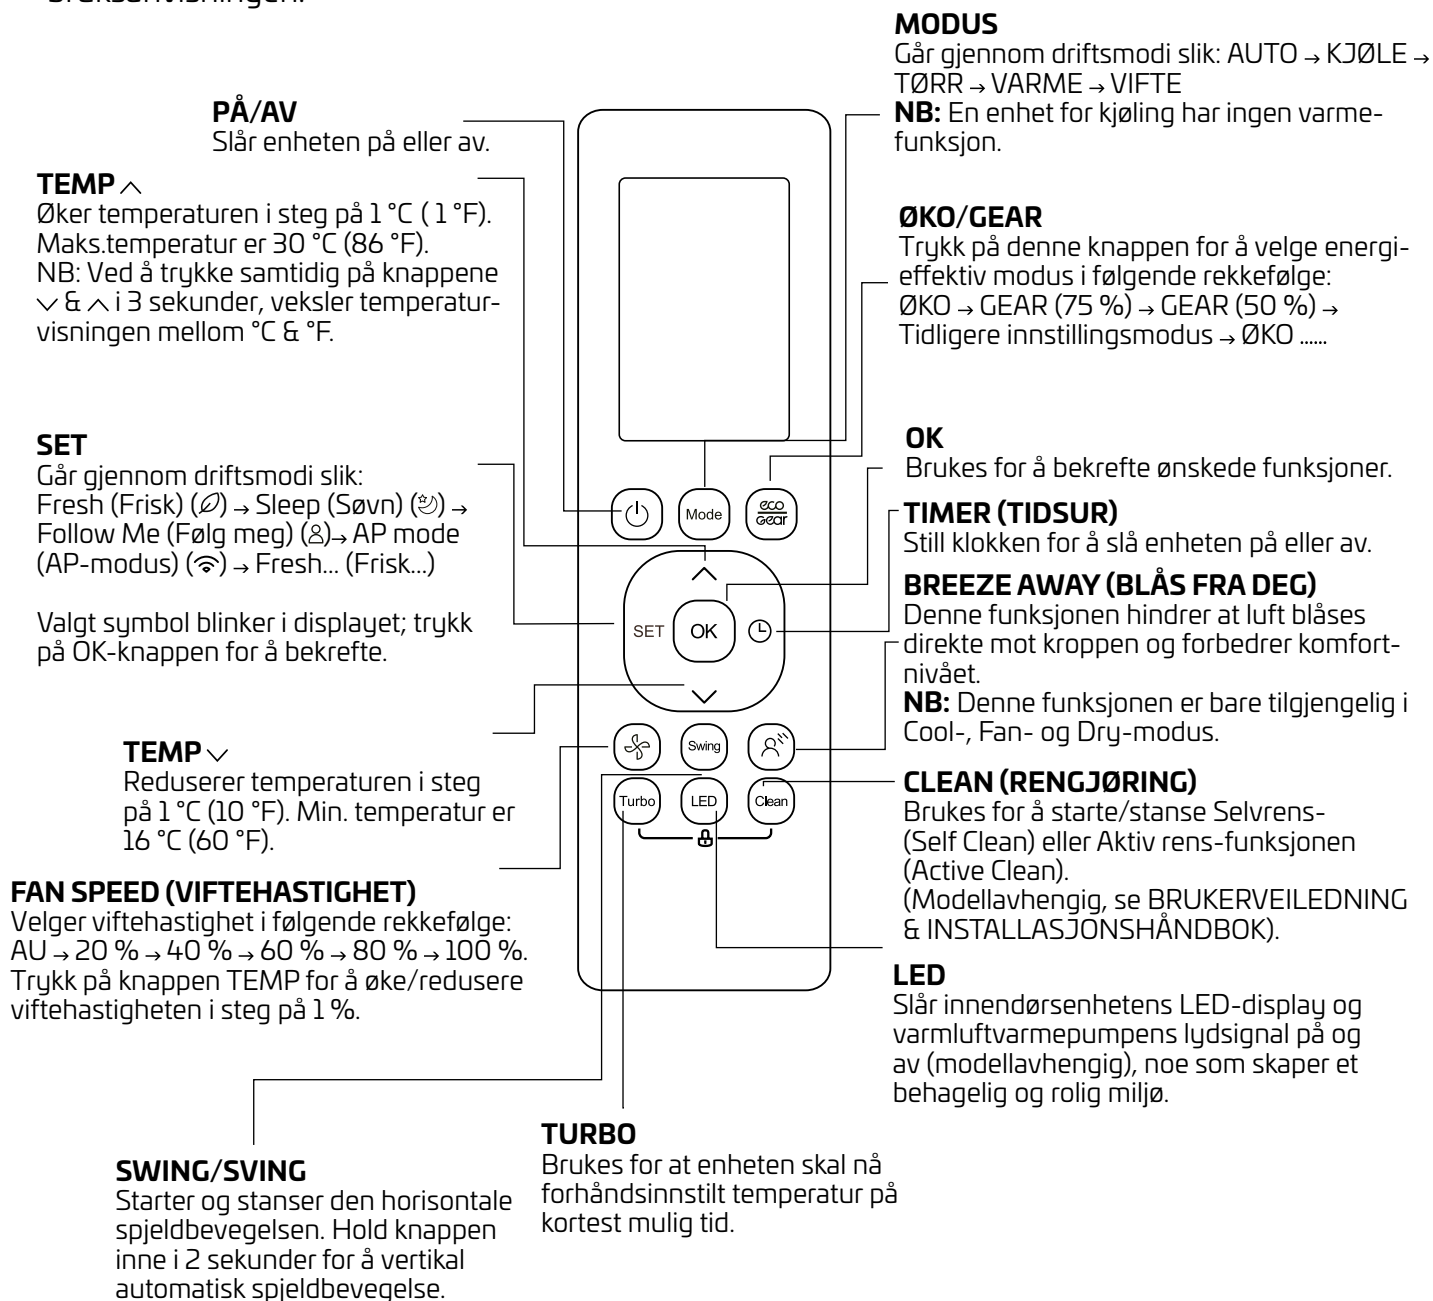 bruksanvisningen.
MODUS
Går gjennom driftsmodi slik: AUTO → KJØLE →
TØRR → VARME → VIFTE
NB: En enhet for kjøling har ingen varme-
funksjon.
PÅ/AV
Slår enheten på eller av.
TEMP
Øker temperaturen i steg på 1 °C ( 1 °F).
Maks.temperatur er 30 °C (86 °F).
NB: Ved å trykke samtidig på knappene
& i 3 sekunder, veksler temperatur-
visningen mellom °C & °F.
ØKO/GEAR
Trykk på denne knappen for å velge energi-
effektiv modus i følgende rekkefølge:
ØKO → GEAR (75 %) → GEAR (50 %) →
Tidligere innstillingsmodus → ØKO ......
SET
Går gjennom driftsmodi slik:
Fresh (Frisk) () → Sleep (Søvn) () →
Follow Me (Følg meg) ()→ AP mode
(AP-modus) () → Fresh... (Frisk...)
Valgt symbol blinker i displayet; trykk
på OK-knappen for å bekrefte.
OK
Brukes for å bekrefte ønskede funksjoner.
TIMER (TIDSUR)
Still klokken for å slå enheten på eller av.
BREEZE AWAY (BLÅS FRA DEG)
Denne funksjonen hindrer at luft blåses
direkte mot kroppen og forbedrer komfort-
nivået.
NB: Denne funksjonen er bare tilgjengelig i
Cool-, Fan- og Dry-modus.
Mode
eco
Gear
SET
OK
Swing
Turbo
LED
Clean
TEMP
Reduserer temperaturen i steg
på 1 °C (10 °F). Min. temperatur er
16 °C (60 °F).
FAN SPEED (VIFTEHASTIGHET)
Velger viftehastighet i følgende rekkefølge:
AU → 20 % → 40 % → 60 % → 80 % → 100 %.
Trykk på knappen TEMP for å øke/redusere
viftehastigheten i steg på 1 %.
CLEAN (RENGJØRING)
Brukes for å starte/stanse Selvrens-
(Self Clean) eller Aktiv rens-funksjonen
(Active Clean).
(Modellavhengig, se BRUKERVEILEDNING
& INSTALLASJONSHÅNDBOK).
LED
Slår innendørsenhetens LED-display og
varmluftvarmepumpens lydsignal på og
av (modellavhengig), noe som skaper et
behagelig og rolig miljø.
SWING/SVING
Starter og stanser den horisontale
spjeldbevegelsen. Hold knappen
inne i 2 sekunder for å vertikal
automatisk spjeldbevegelse.
TURBO
Brukes for at enheten skal nå
forhåndsinnstilt temperatur på
kortest mulig tid.